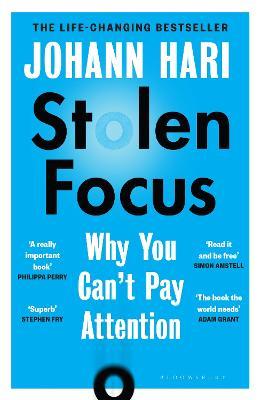 THE LIFE-CHANGING BESTSELLER
JOHANN HARI
Stolen
Focus
Why You
Can't Pay
Attention
'A really
important
book'
PHILIPPA PERRY
'Superb'
STEPHEN FRY
'Read it
and be free'
SIMON AMSTELL
'The book the
world needs'
ADAM GRANT
BLOOMSBURY